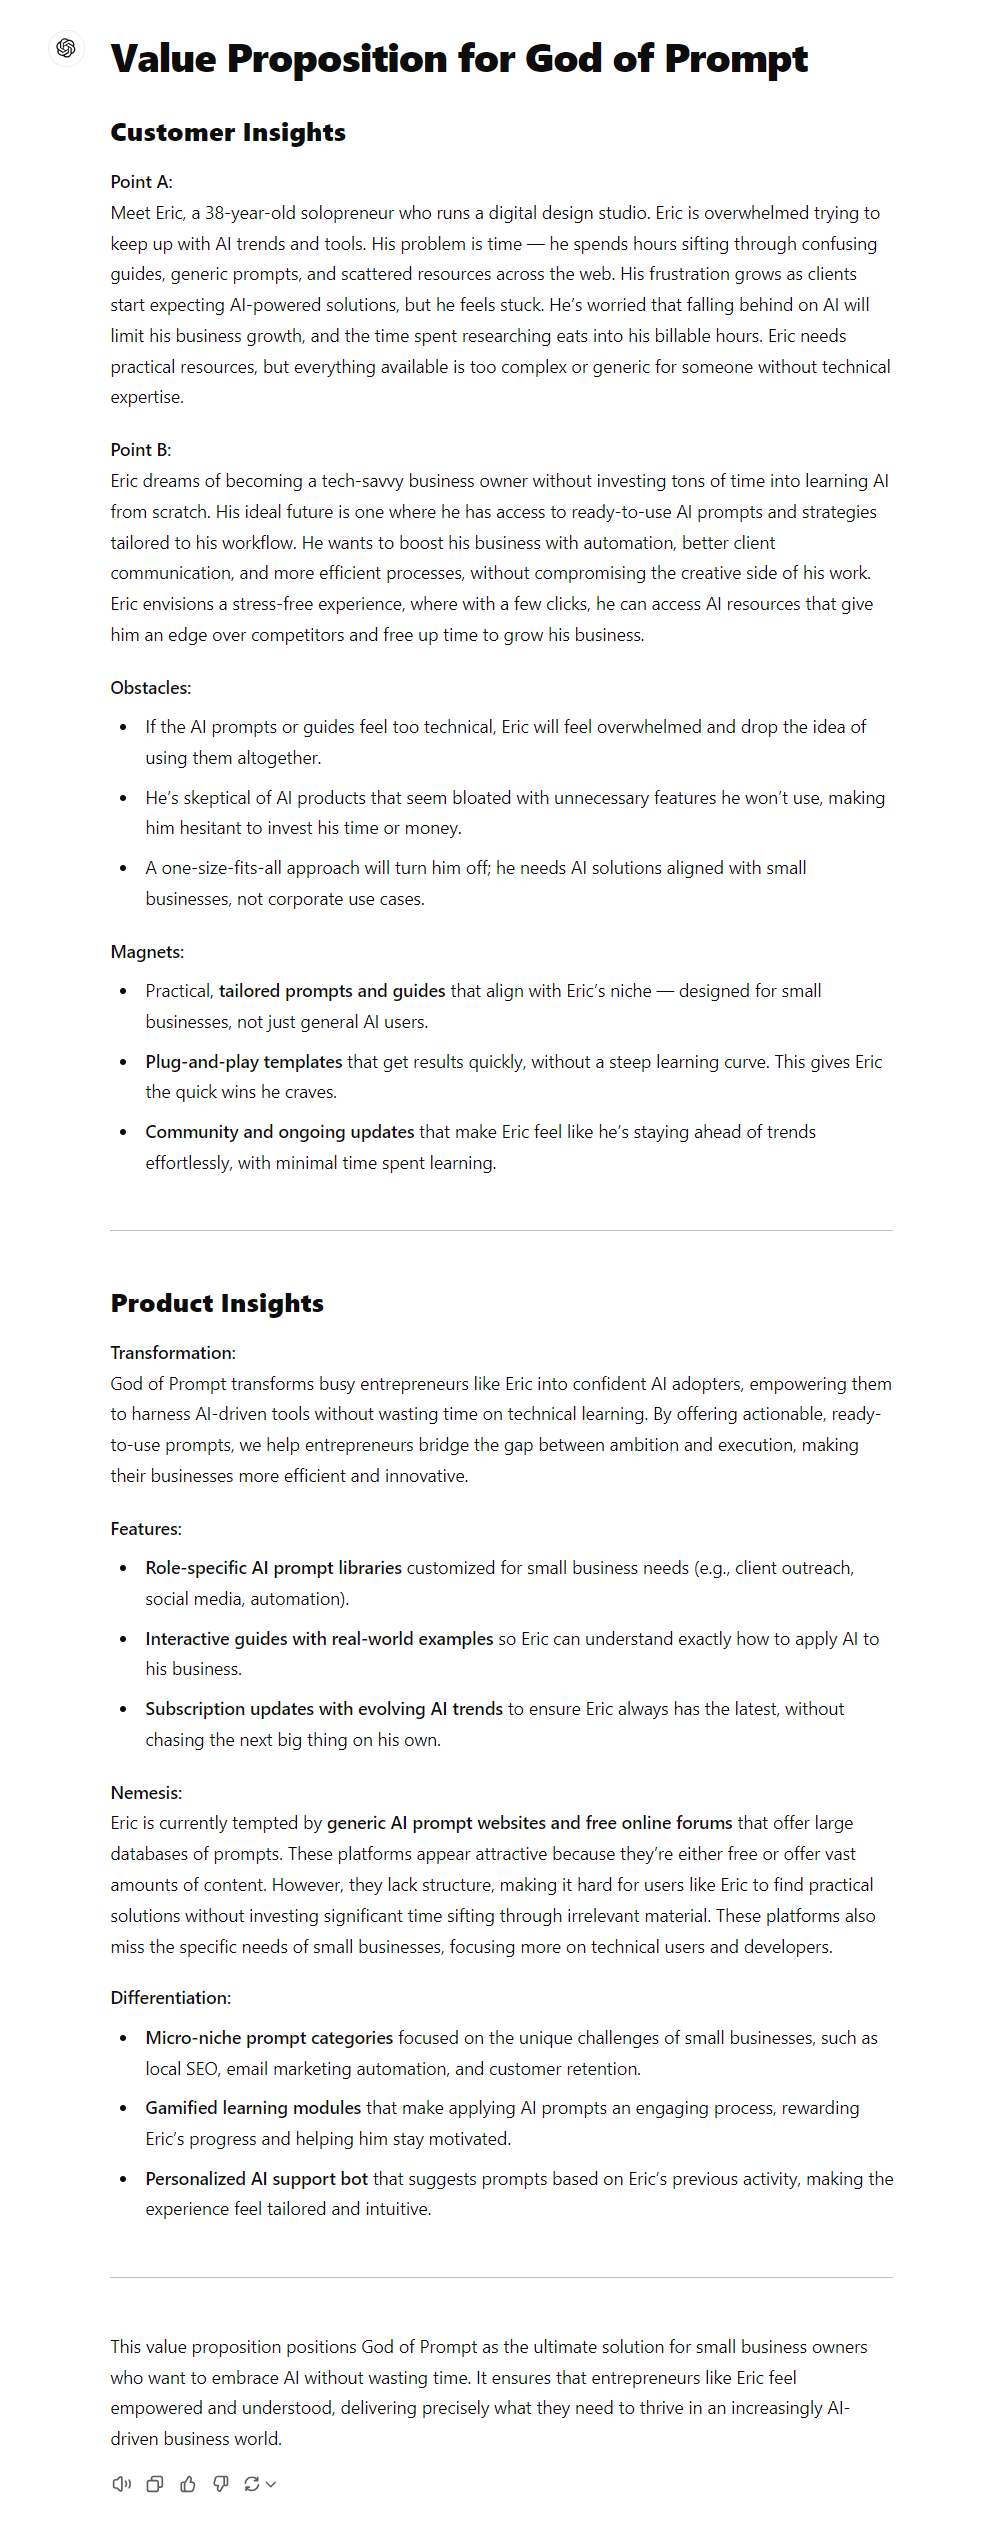 Value Proposition for God of Prompt
Customer Insights
Point A:
Meet Eric, a 38-year-old solopreneur who runs a digital design studio. Eric is overwhelmed trying to
keep up with AI trends and tools. His problem is time — he spends hours sifting through confusing
guides, generic prompts, and scattered resources across the web. His frustration grows as clients
start expecting AI-powered solutions, but he feels stuck. He’s worried that falling behind on AI will
limit his business growth, and the time spent researching eats into his billable hours. Eric needs
practical resources, but everything available is too complex or generic for someone without technical
expertise.
Point B:
Eric dreams of becoming a tech-savvy business owner without investing tons of time into learning AI
from scratch. His ideal future is one where he has access to ready-to-use AI prompts and strategies
tailored to his workflow. He wants to boost his business with automation, better client
communication, and more efficient processes, without compromising the creative side of his work.
Eric envisions a stress-free experience, where with a few clicks, he can access AI resources that give
him an edge over competitors and free up time to grow his business.
Obstacles:
• If the AI prompts or guides feel too technical, Eric will feel overwhelmed and drop the idea of
using them altogether.
• He’s skeptical of AI products that seem bloated with unnecessary features he won’t use, making
him hesitant to invest his time or money.
• A one-size-fits-all approach will turn him off; he needs AI solutions aligned with small
businesses, not corporate use cases.
Magnets:
• Practical, tailored prompts and guides that align with Eric’s niche — designed for small
businesses, not just general AI users.
• Plug-and-play templates that get results quickly, without a steep learning curve. This gives Eric
the quick wins he craves.
• Community and ongoing updates that make Eric feel like he’s staying ahead of trends
effortlessly, with minimal time spent learning.
Product Insights
Transformation:
God of Prompt transforms busy entrepreneurs like Eric into confident AI adopters, empowering them
to harness AI-driven tools without wasting time on technical learning. By offering actionable, ready-
to-use prompts, we help entrepreneurs bridge the gap between ambition and execution, making
their businesses more efficient and innovative.
Features:
• Role-specific AI prompt libraries customized for small business needs (e.g., client outreach,
social media, automation).
• Interactive guides with real-world examples so Eric can understand exactly how to apply AI to
his business.
• Subscription updates with evolving AI trends to ensure Eric always has the latest, without
chasing the next big thing on his own.
Nemesis:
Eric is currently tempted by generic AI prompt websites and free online forums that offer large
databases of prompts. These platforms appear attractive because they’re either free or offer vast
amounts of content. However, they lack structure, making it hard for users like Eric to find practical
solutions without investing significant time sifting through irrelevant material. These platforms also
miss the specific needs of small businesses, focusing more on technical users and developers.
Differentiation:
• Micro-niche prompt categories focused on the unique challenges of small businesses, such as
local SEO, email marketing automation, and customer retention.
• Gamified learning modules that make applying AI prompts an engaging process, rewarding
Eric’s progress and helping him stay motivated.
• Personalized AI support bot that suggests prompts based on Eric’s previous activity, making the
experience feel tailored and intuitive.
This value proposition positions God of Prompt as the ultimate solution for small business owners
who want to embrace AI without wasting time. It ensures that entrepreneurs like Eric feel
empowered and understood, delivering precisely what they need to thrive in an increasingly AI-
driven business world.